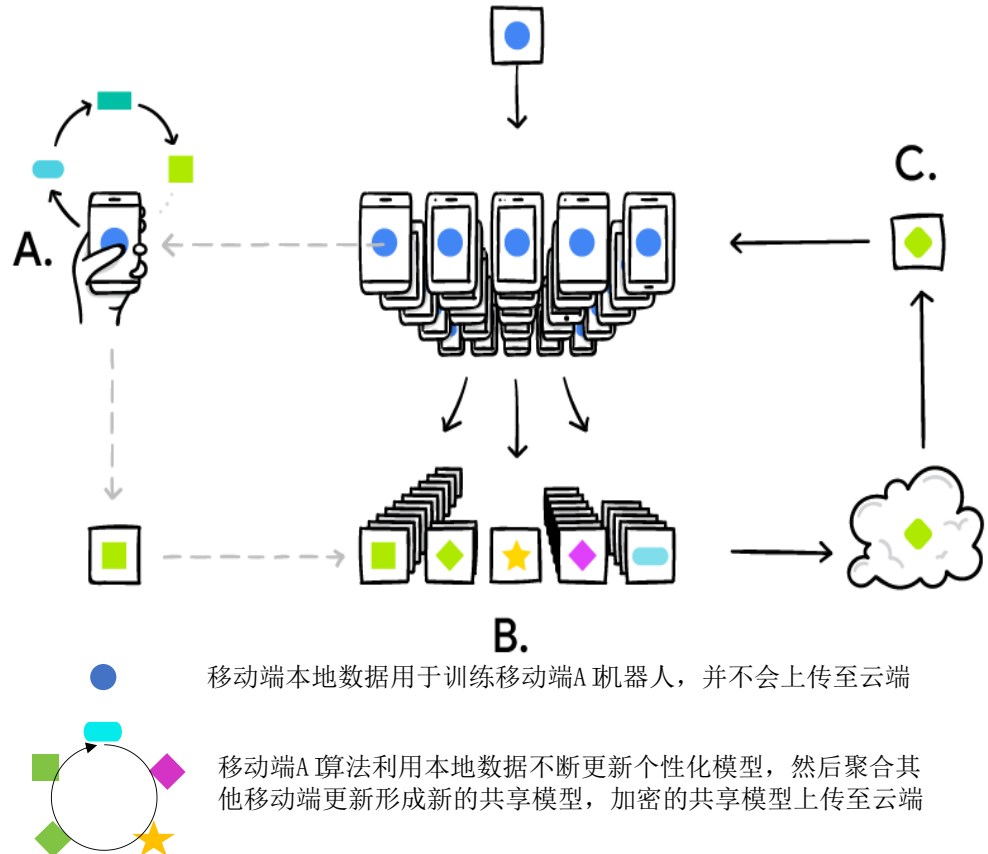 C.
A.
B.
移动端本地数据用于训练移动端AI机器人，并不会上传至云端
移动端AI算法利用本地数据不断更新个性化模型，然后聚合其
他移动端更新形成新的共享模型，加密的共享模型上传至云端